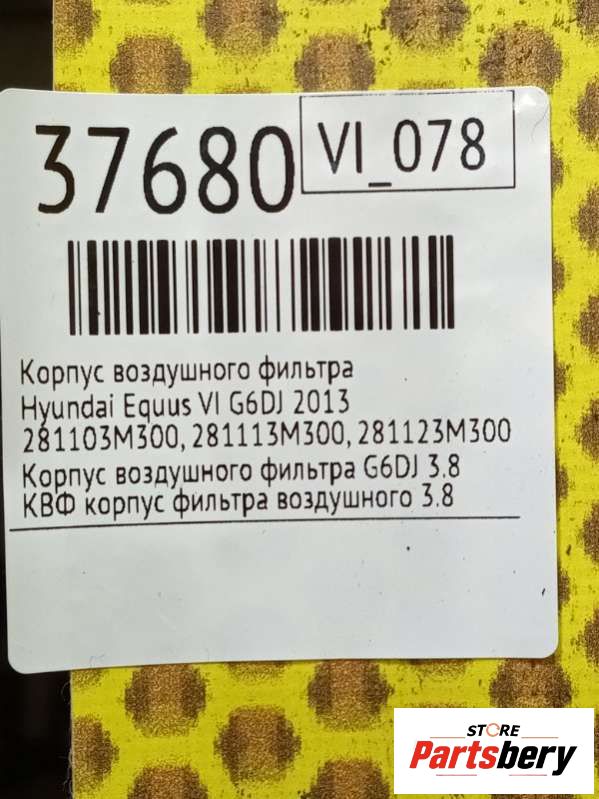 37680
VI_078
Корпус воздушного фильтра
Hyundai Equus VI G6DJ 2013
281103M300, 281113M300, 281123M300
Корпус воздушного фильтра G6DJ 3.8
КВФ корпус фильтра воздушного 3.8
STORE
Partsbery